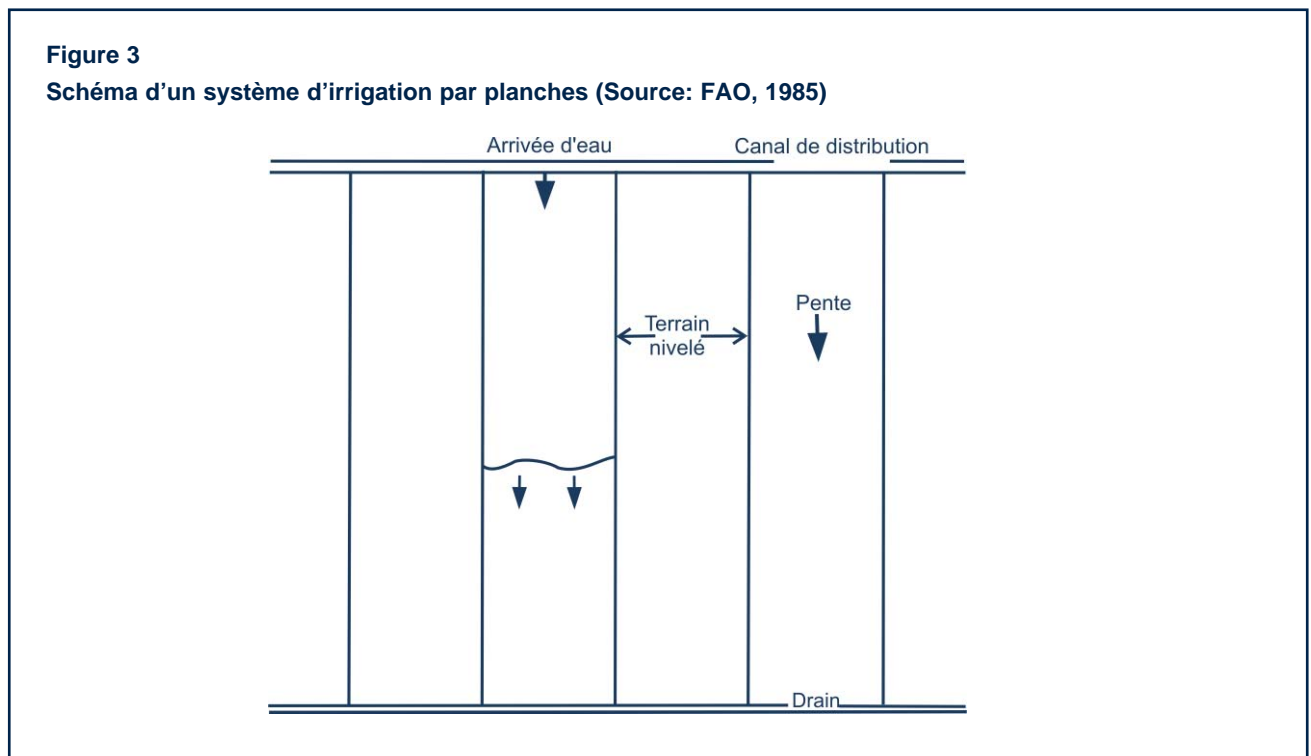 Figure 3
Schéma d'un système d'irrigation par planches (Source: FAO, 1985)
Arrivée d'eau
Canal de distribution
Pente
Terrain
nivelé
Drain